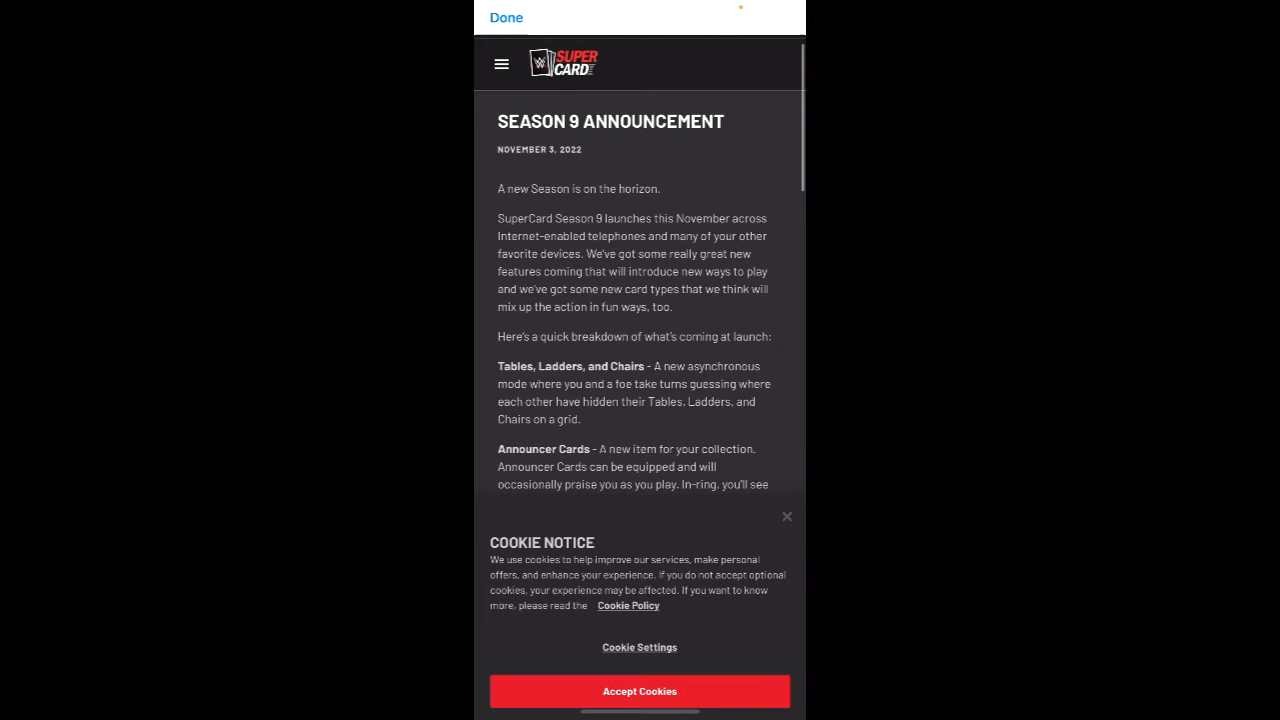 Done
W SUPER
CARD
SEASON 9 ANNOUNCEMENT
NOVEMBER 3, 2022
A new Season is on the horizon.
SuperCard Season 9 launches this November across
Internet-enabled telephones and many of your other
favorite devices. We've got some really great new
features coming that will introduce new ways to play
and we've got some new card types that we think will
mix up the action in fun ways, too.
Here's a quick breakdown of what's coming at launch:
Tables, Ladders, and Chairs - A new asynchronous
mode where you and a foe take turns guessing where
each other have hidden their Tables, Ladders, and
Chairs on a grid.
Announcer Cards - A new item for your collection.
Announcer Cards can be equipped and will
occasionally praise you as you play. In-ring, you'll see
COOKIE NOTICE
We use cookies to help improve our services, make personal
offers, and enhance your experience. If you do not accept optional
cookies, your experience may be affected. If you want to know
more, please read the Cookie Policy
Cookie Settings
Accept Cookies